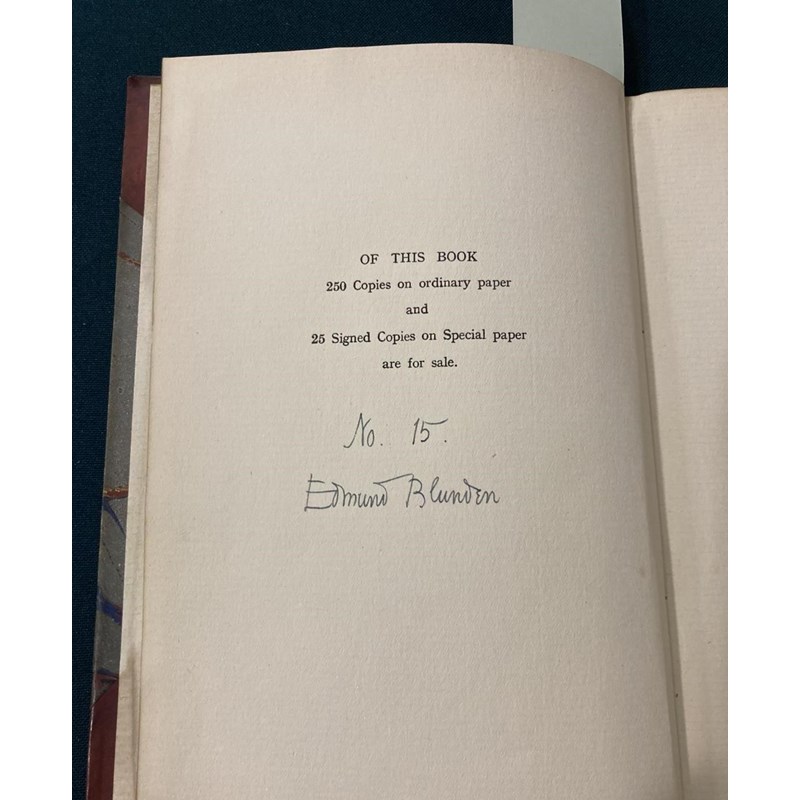 OF THIS BOOK
250 Copies on ordinary paper
and
25 Signed Copies on Special paper
are for sale.
No. 15.
Edmund Blunden